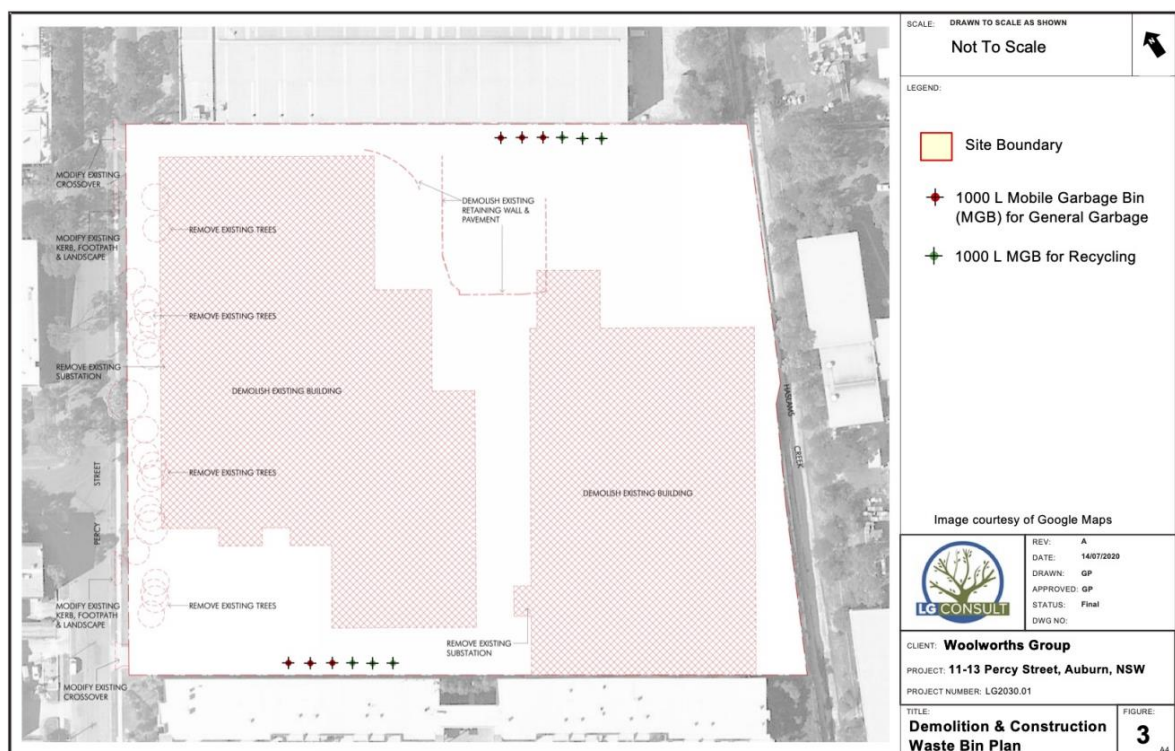 MODIFY EXISTING
CROSSOVER
MODIFY EXISTING
KERB, FOOTPATH
& LANDSCAPE
REMOVE EXISTING TREES
DEMOLISH EXISTING
RETAINING WALL &
PAVEMENT
REMOVE EXISTING TREES
REMOVE EXISTING
SUBSTATION
DEMOLISH EXISTING BUILDING
HASLAMS
CREEK
REMOVE EXISTING TREES
PERCY STREET
DEMOLISH EXISTING BUILDING
MODIFY EXISTING
KERB, FOOTPATH
& LANDSCAPE
REMOVE EXISTING TREES
REMOVE EXISTING
SUBSTATION
MODIFY EXISTING
CROSSOVER
SCALE: DRAWN TO SCALE AS SHOWN
Not To Scale
LEGEND:
Site Boundary
1000 L Mobile Garbage Bin
(MGB) for General Garbage
1000 L MGB for Recycling
Image courtesy of Google Maps
LG CONSULT
REV: A
DATE: 14/07/2020
DRAWN: GP
APPROVED: GP
STATUS: Final
DWG NO:
CLIENT: Woolworths Group
PROJECT: 11-13 Percy Street, Auburn, NSW
PROJECT NUMBER: LG2030.01
TITLE:
Demolition & Construction
Waste Bin Plan
FIGURE:
3